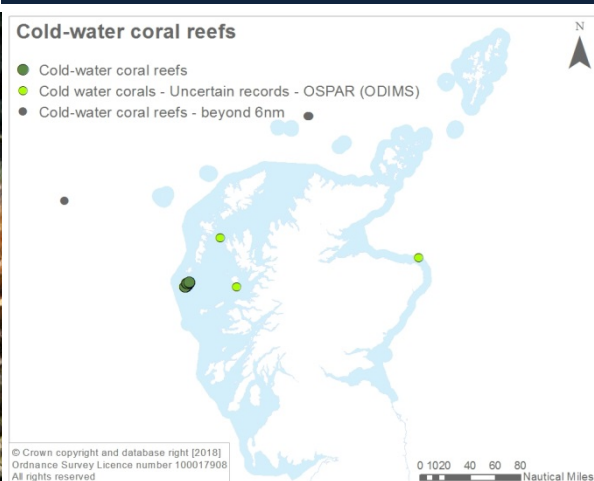 Cold-water coral reefs
N
Cold-water coral reefs
Cold water corals - Uncertain records - OSPAR (ODIMS)
Cold-water coral reefs - beyond 6nm
© Crown copyright and database right [2018]
Ordnance Survey Licence number 100017908
All rights reserved
0 1020 40 60 80
Nautical Miles